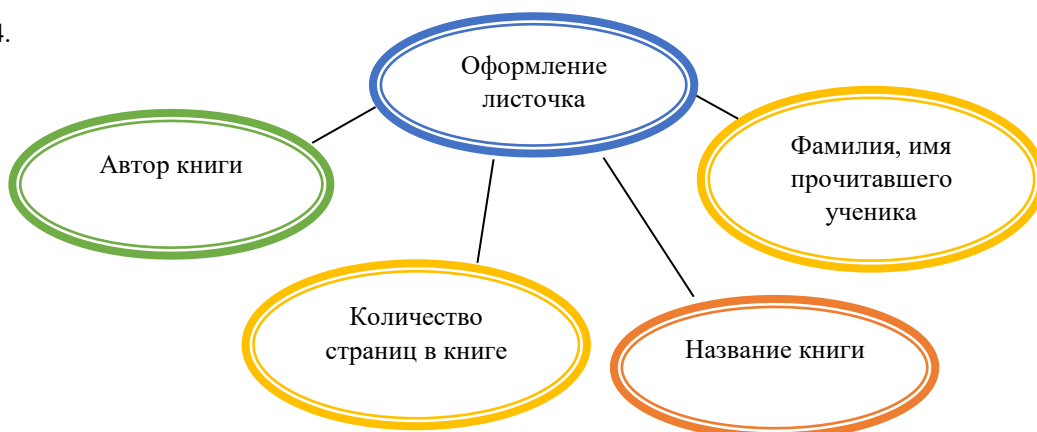 4.
Оформление
листочка
Автор книги
Фамилия, имя
прочитавшего
ученика
Количество
страниц в книге
Название книги